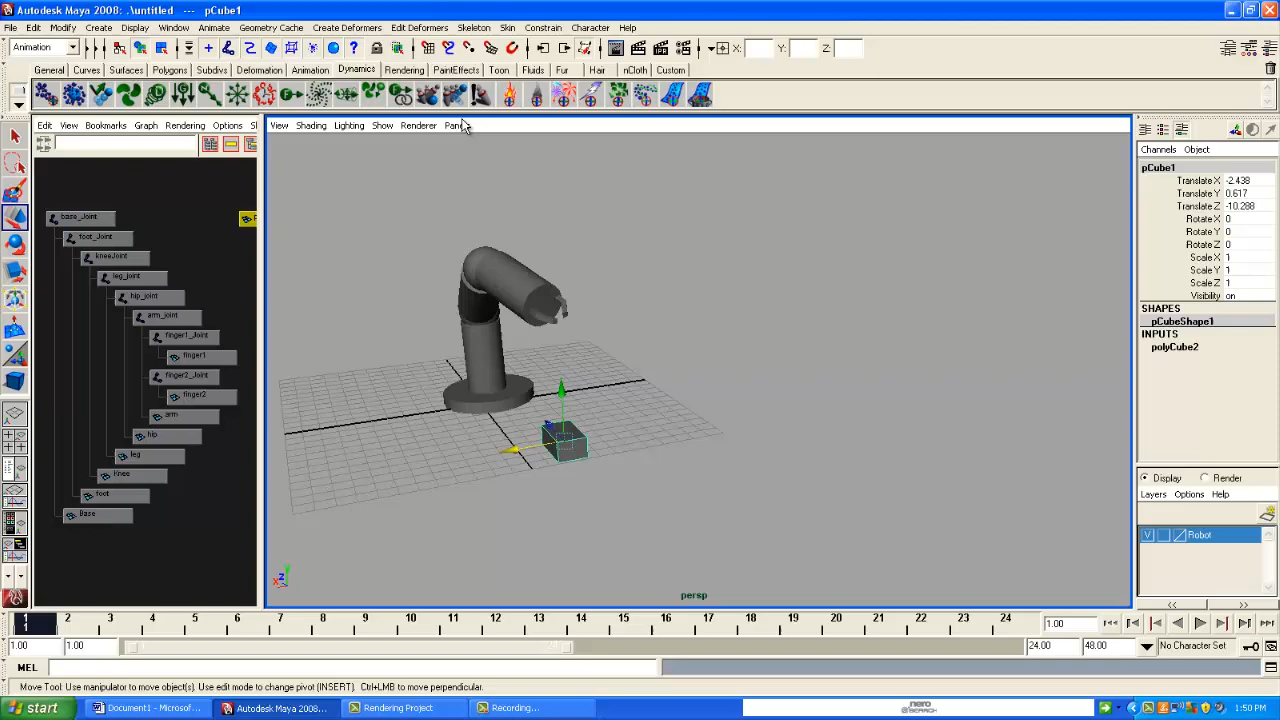 Autodesk Maya 2008: .\untitled --- pCube1
File Edit Modify Create Display Window Animate Geometry Cache Create Deformers Edit Deformers Skeleton Skin Constrain Character Help
Animation X: Y: Z:
General Curves Surfaces Polygons Subdivs Deformation Animation Dynamics Rendering PaintEffects Toon Fluids Fur Hair nCloth Custom
Edit View Bookmarks Graph Rendering Options
View Shading Lighting Show Renderer
Channels Object
pCube1
Translate X -2.438
Translate Y 0.617
Translate Z -10.288
Rotate X 0
Rotate Y 0
Rotate Z 0
Scale X 1
Scale Y 1
Scale Z 1
Visibility on
SHAPES
pCubeShape1
INPUTS
polyCube2
base_Joint
foot_Joint
kneeJoint
leg_joint
hip_joint
arm_joint
finger1_Joint
finger1
finger2_Joint
finger2
arm
hip
leg
Knee
foot
Base
Display Render
Layers Options Help
V Robot
persp
1 2 3 4 5 6 7 8 9 10 11 12 13 14 15 16 17 18 19 20 21 22 23 24 1.00
1
1.00 1.00 24.00 48.00 No Character Set
MEL
Move Tool: Use manipulator to move object(s). Use edit mode to change pivot (INSERT). Ctrl+LMB to move perpendicular.
start Document1 - Microsof... Autodesk Maya 2008... Rendering Project Recording... nero SEARCH 1:50 PM